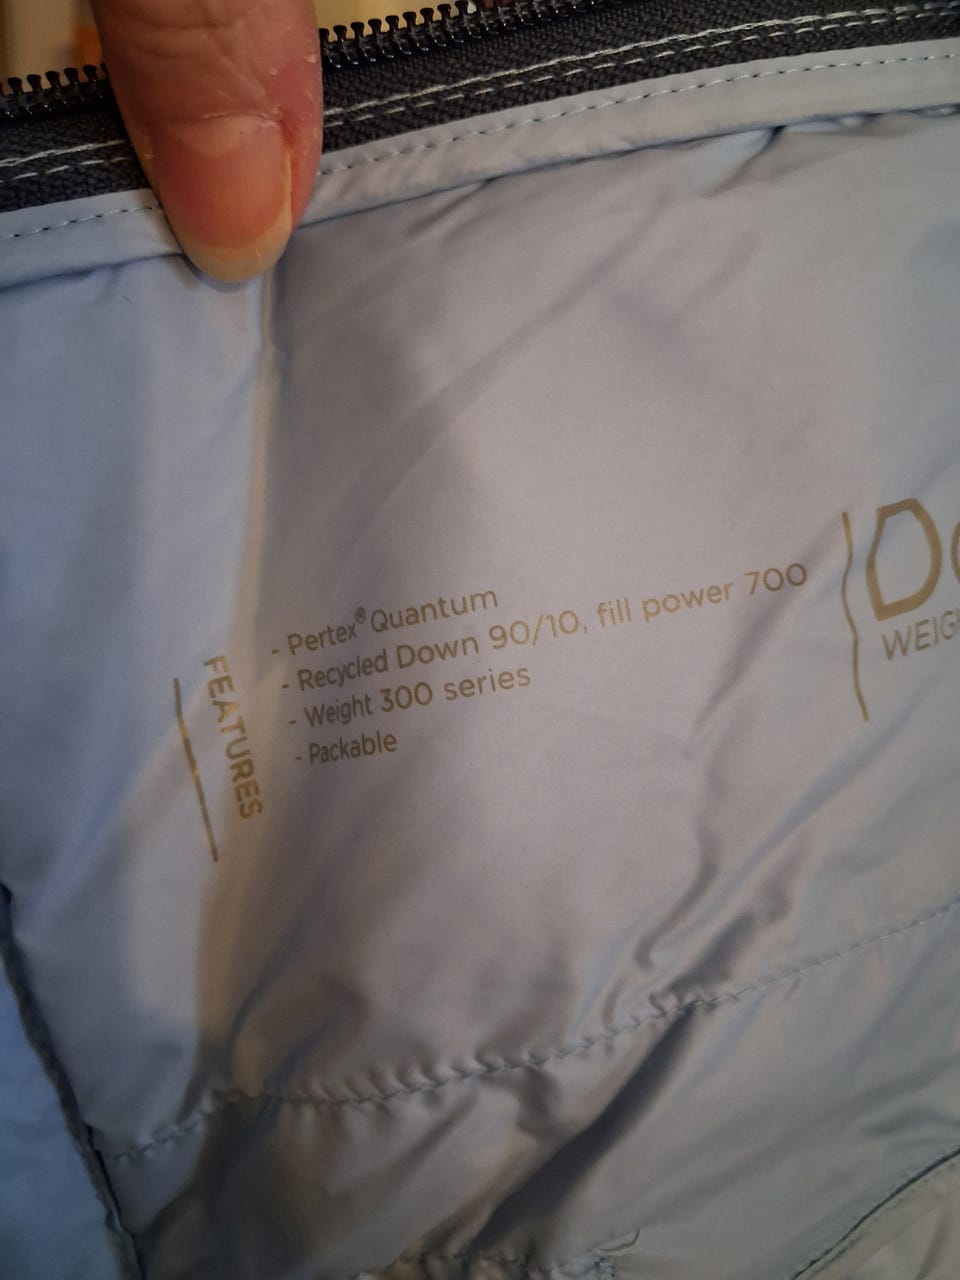 FEATURES
- Pertex® Quantum
- Recycled Down 90/10, fill power 700
- Weight 300 series
- Packable